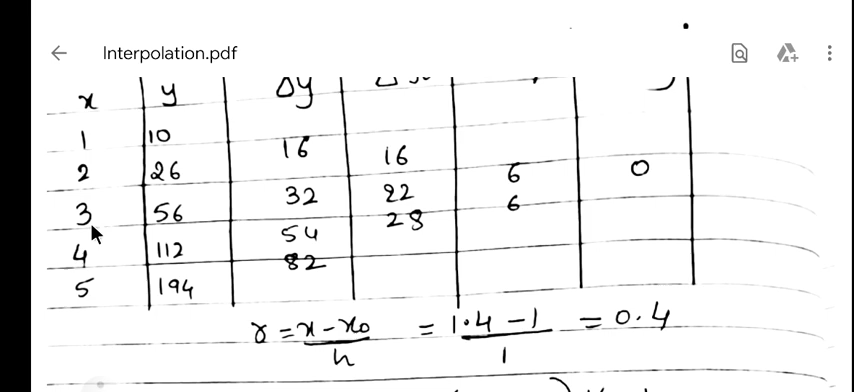 Interpolation.pdf
x y Δy
1 10
16
2 26 16
6 0
3 56 32 22
6
28
4 112 54
82
5 194
r = x - x₀ / h = 1.4 - 1 / 1 = 0.4